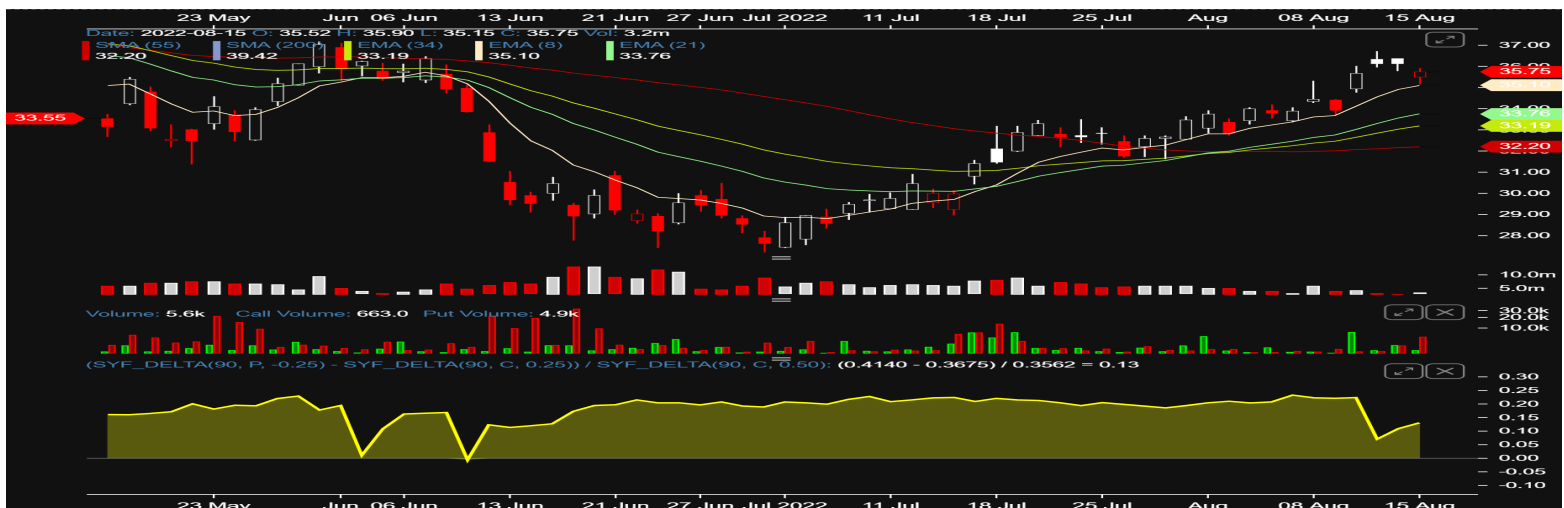 23 May Jun 06 Jun 13 Jun 21 Jun 27 Jun Jul 2022 11 Jul 18 Jul 25 Jul Aug 08 Aug 15 Aug
Date: 2022-08-15 O: 35.52 H: 35.90 L: 35.15 C: 35.75 Vol: 3.2m
SMA (55) SMA (200) EMA (34) EMA (8) EMA (21)
32.20 39.42 33.19 35.10 33.76
37.00
35.75
35.10
34.00
33.76
33.55
33.19
32.20
31.00
30.00
29.00
28.00
10.0m
5.0m
Volume: 5.6k Call Volume: 663.0 Put Volume: 4.9k
30.0k
20.0k
10.0k
(SYF_DELTA(90, P, -0.25) - SYF_DELTA(90, C, 0.25)) / SYF_DELTA(90, C, 0.50): (0.4140 - 0.3675) / 0.3562 = 0.13
0.30
0.25
0.20
0.15
0.10
0.05
0.00
-0.05
-0.10
23 May Jun 06 Jun 13 Jun 21 Jun 27 Jun Jul 2022 11 Jul 18 Jul 25 Jul Aug 08 Aug 15 Aug